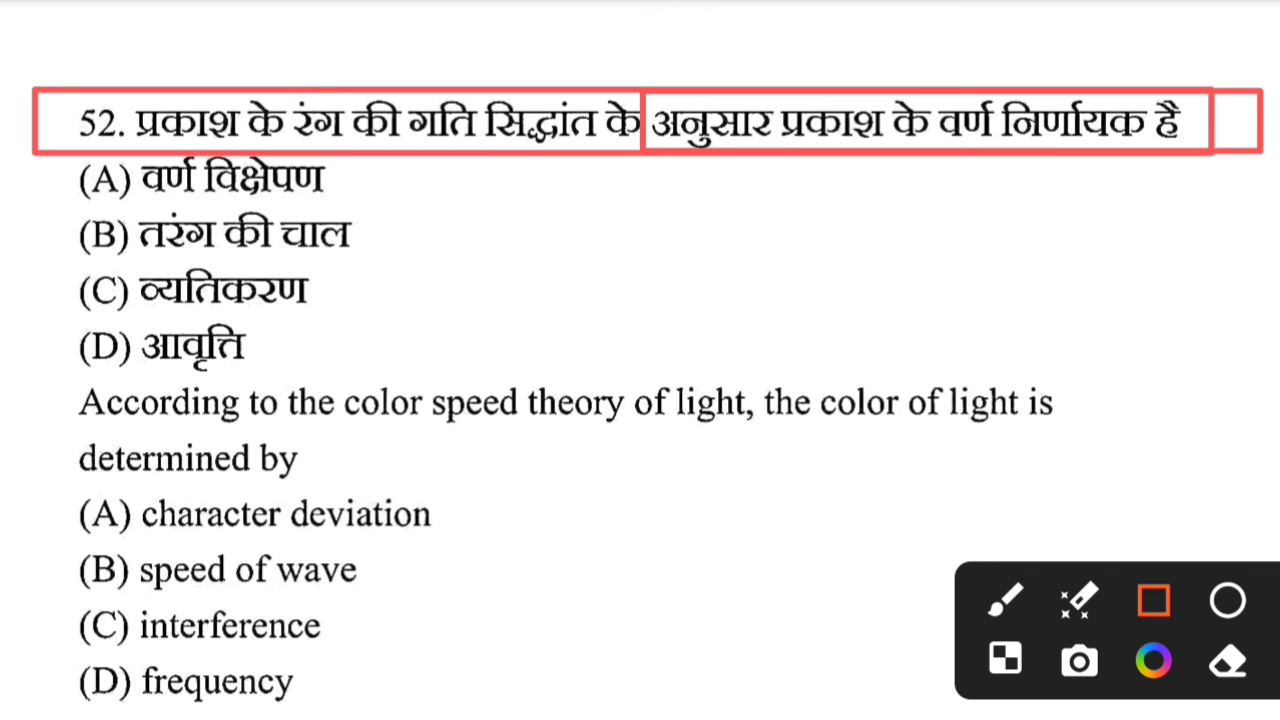 52. प्रकाश के रंग की गति सिद्धांत के अनुसार प्रकाश के वर्ण निर्णायक है
(A) वर्ण विक्षेपण
(B) तरंग की चाल
(C) व्यतिकरण
(D) आवृत्ति
According to the color speed theory of light, the color of light is
determined by
(A) character deviation
(B) speed of wave
(C) interference
(D) frequency